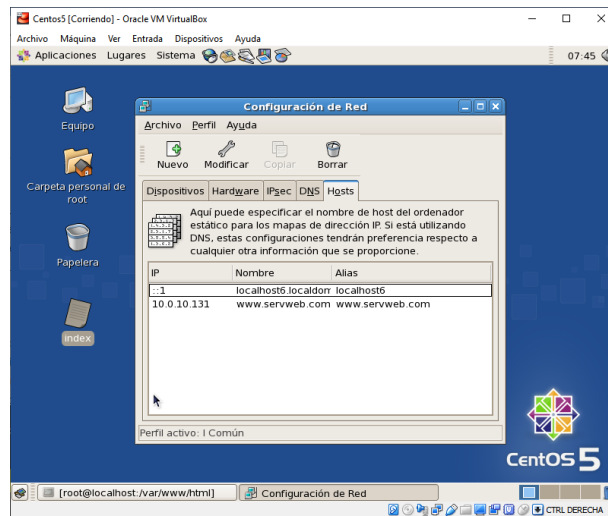 Centos5 [Corriendo] - Oracle VM VirtualBox
Archivo Máquina Ver Entrada Dispositivos Ayuda
Aplicaciones Lugares Sistema 07:45
Equipo
Carpeta personal de
root
Papelera
index
Configuración de Red
Archivo Perfil Ayuda
Nuevo Modificar Copiar Borrar
Dispositivos Hardware IPsec DNS Hosts
Aquí puede especificar el nombre de host del ordenador
estático para los mapas de dirección IP. Si está utilizando
DNS, estas configuraciones tendrán preferencia respecto a
cualquier otra información que se proporcione.
IP Nombre Alias
::1 localhost6.localdon localhost6
10.0.10.131 www.servweb.com www.servweb.com
Perfil activo: l Común
CentOS 5
[root@localhost:/var/www/html] Configuración de Red
CTRL DERECHA